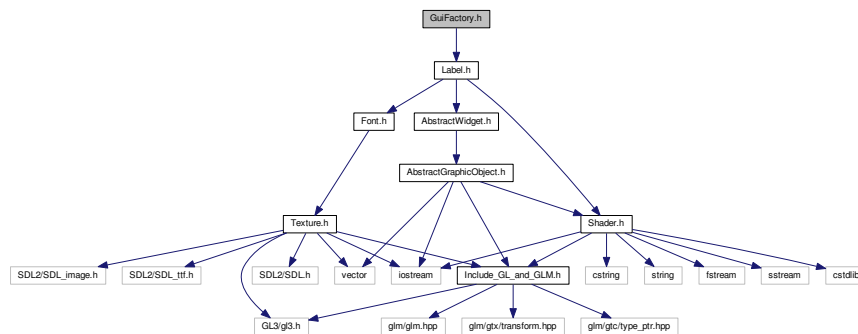 GuiFactory.h
Label.h
Font.h
AbstractWidget.h
AbstractGraphicObject.h
Texture.h
Shader.h
SDL2/SDL_image.h
SDL2/SDL_ttf.h
SDL2/SDL.h
vector
iostream
Include_GL_and_GLM.h
cstring
string
fstream
sstream
cstdlib
GL3/gl3.h
glm/glm.hpp
glm/gtx/transform.hpp
glm/gtc/type_ptr.hpp